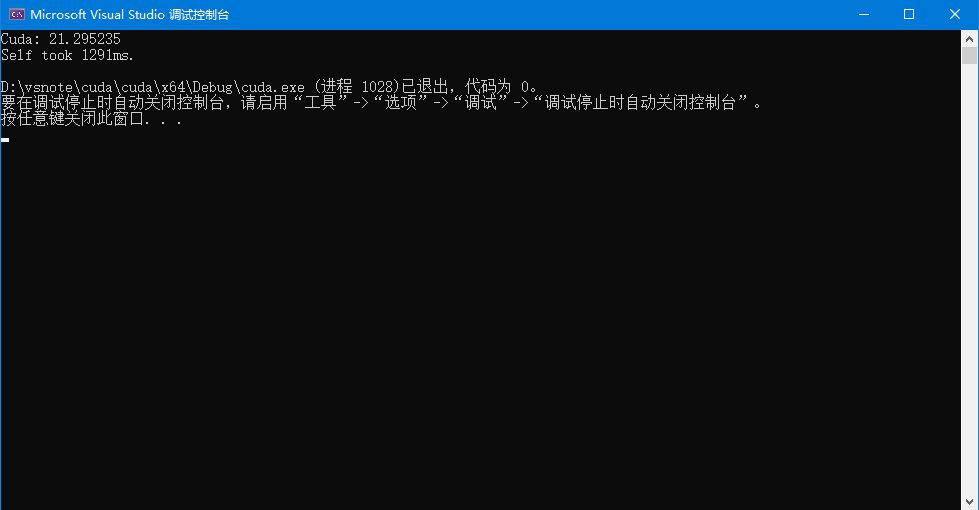 Microsoft Visual Studio 调试控制台
Cuda: 21.295235
Self took 1291ms.
D:\vsnote\cuda\cuda\x64\Debug\cuda.exe (进程 1028)已退出，代码为 0。
要在调试停止时自动关闭控制台，请启用“工具”->“选项”->“调试”->“调试停止时自动关闭控制台”。
按任意键关闭此窗口. . .